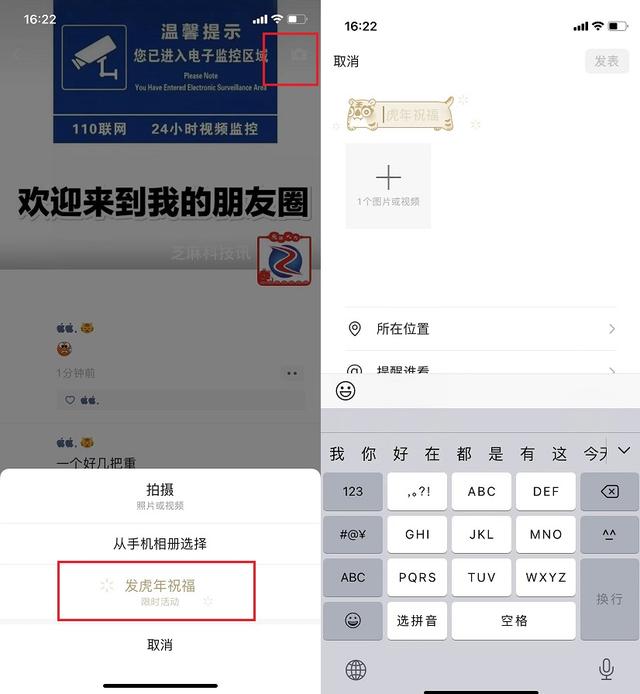 16:22
温馨提示
您已进入电子监控区域
Please Note
You Have Entered Electronic Surveillance Area
110联网 24小时视频监控
欢迎来到我的朋友圈
芝麻科技讯
1分钟前
一个好几把重
拍摄
照片或视频
从手机相册选择
发虎年祝福
限时活动
取消
16:22
取消
发表
虎年祝福
1个图片或视频
所在位置
提醒谁看
我 你 好 在 都 是 有 这 今天
123 ,。?! ABC DEF
#@¥ GHI JKL MNO ^^
ABC PQRS TUV WXYZ
换行
选拼音 空格